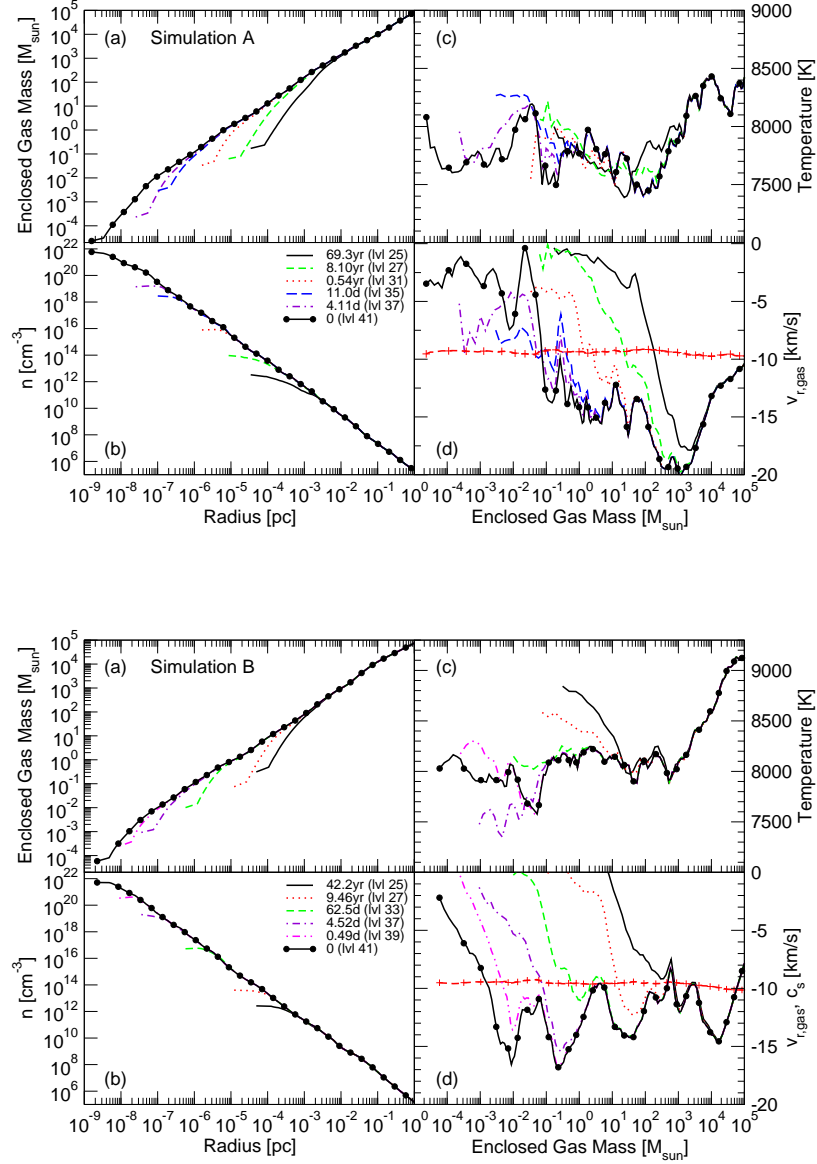 (a) Simulation A
Enclosed Gas Mass [M_sun]
10^5
10^4
10^3
10^2
10^1
10^0
10^-1
10^-2
10^-3
10^-4
(c)
9000
8500
8000
7500
Temperature [K]
(b)
n [cm^-3]
10^22
10^20
10^18
10^16
10^14
10^12
10^10
10^8
10^6
69.3yr (lvl 25)
8.10yr (lvl 27)
0.54yr (lvl 31)
11.0d (lvl 35)
4.11d (lvl 37)
0 (lvl 41)
10^-9 10^-8 10^-7 10^-6 10^-5 10^-4 10^-3 10^-2 10^-1 10^0
Radius [pc]
(d)
0
-5
-10
-15
-20
v_r,gas [km/s]
10^-4 10^-3 10^-2 10^-1 10^0 10^1 10^2 10^3 10^4 10^5
Enclosed Gas Mass [M_sun]
(a) Simulation B
Enclosed Gas Mass [M_sun]
10^5
10^4
10^3
10^2
10^1
10^0
10^-1
10^-2
10^-3
10^-4
(c)
9000
8500
8000
7500
Temperature [K]
(b)
n [cm^-3]
10^22
10^20
10^18
10^16
10^14
10^12
10^10
10^8
10^6
42.2yr (lvl 25)
9.46yr (lvl 27)
62.5d (lvl 33)
4.52d (lvl 37)
0.49d (lvl 39)
0 (lvl 41)
10^-9 10^-8 10^-7 10^-6 10^-5 10^-4 10^-3 10^-2 10^-1 10^0
Radius [pc]
(d)
0
-5
-10
-15
-20
v_r,gas, c_s [km/s]
10^-4 10^-3 10^-2 10^-1 10^0 10^1 10^2 10^3 10^4 10^5
Enclosed Gas Mass [M_sun]